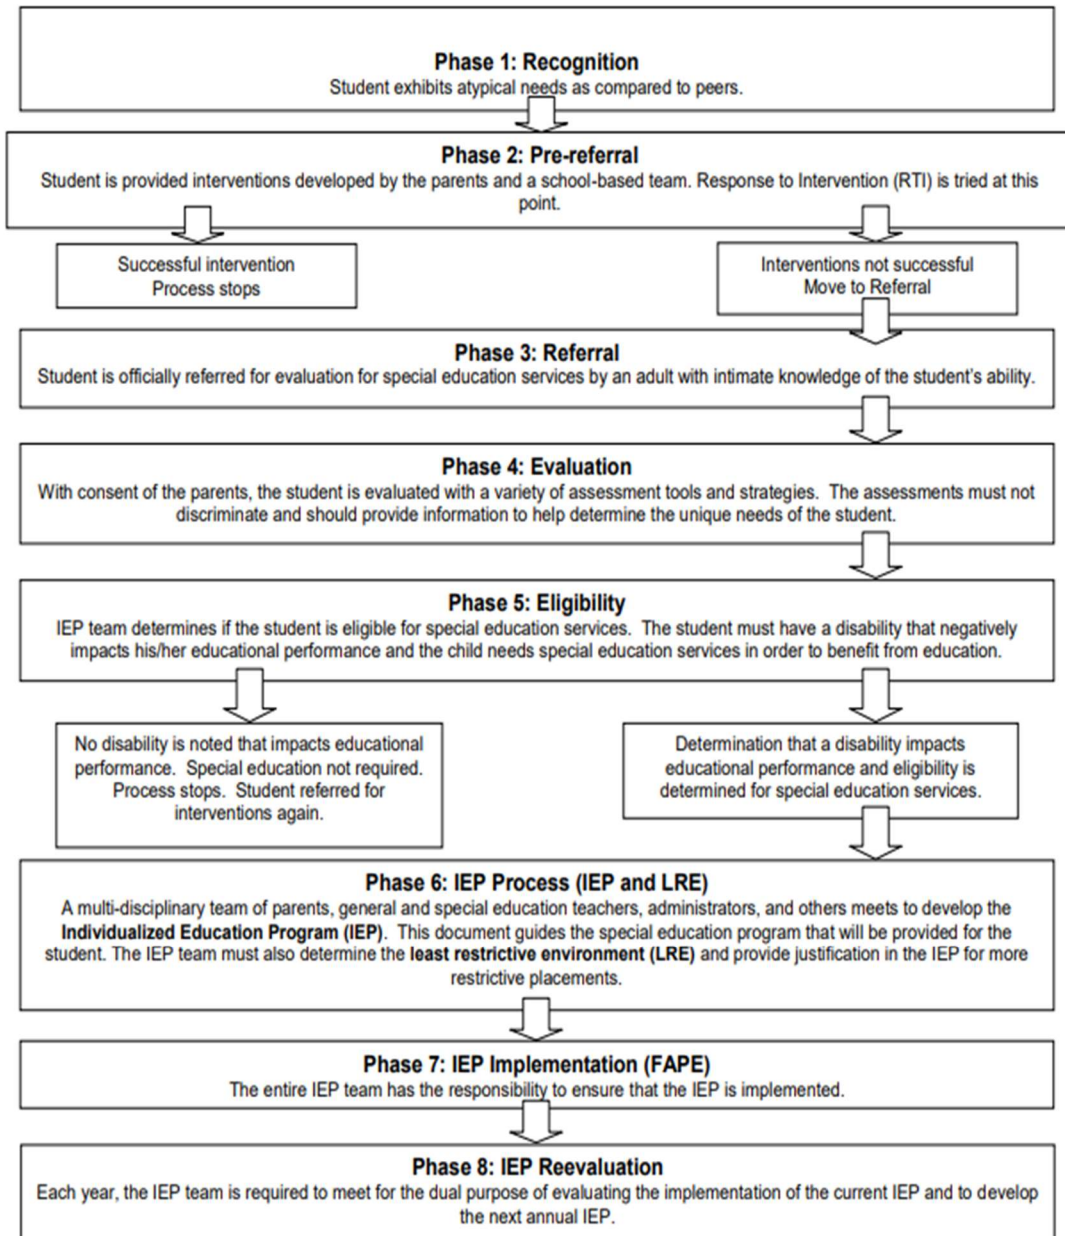 Phase 1: Recognition
Student exhibits atypical needs as compared to peers.
Phase 2: Pre-referral
Student is provided interventions developed by the parents and a school-based team. Response to Intervention (RTI) is tried at this
point.
Successful intervention
Process stops
Interventions not successful
Move to Referral
Phase 3: Referral
Student is officially referred for evaluation for special education services by an adult with intimate knowledge of the student's ability.
Phase 4: Evaluation
With consent of the parents, the student is evaluated with a variety of assessment tools and strategies.  The assessments must not
discriminate and should provide information to help determine the unique needs of the student.
Phase 5: Eligibility
IEP team determines if the student is eligible for special education services.  The student must have a disability that negatively
impacts his/her educational performance and the child needs special education services in order to benefit from education.
No disability is noted that impacts educational
performance.  Special education not required.
Process stops.  Student referred for
interventions again.
Determination that a disability impacts
educational performance and eligibility is
determined for special education services.
Phase 6: IEP Process (IEP and LRE)
A multi-disciplinary team of parents, general and special education teachers, administrators, and others meets to develop the
Individualized Education Program (IEP).  This document guides the special education program that will be provided for the
student. The IEP team must also determine the least restrictive environment (LRE) and provide justification in the IEP for more
restrictive placements.
Phase 7: IEP Implementation (FAPE)
The entire IEP team has the responsibility to ensure that the IEP is implemented.
Phase 8: IEP Reevaluation
Each year, the IEP team is required to meet for the dual purpose of evaluating the implementation of the current IEP and to develop
the next annual IEP.